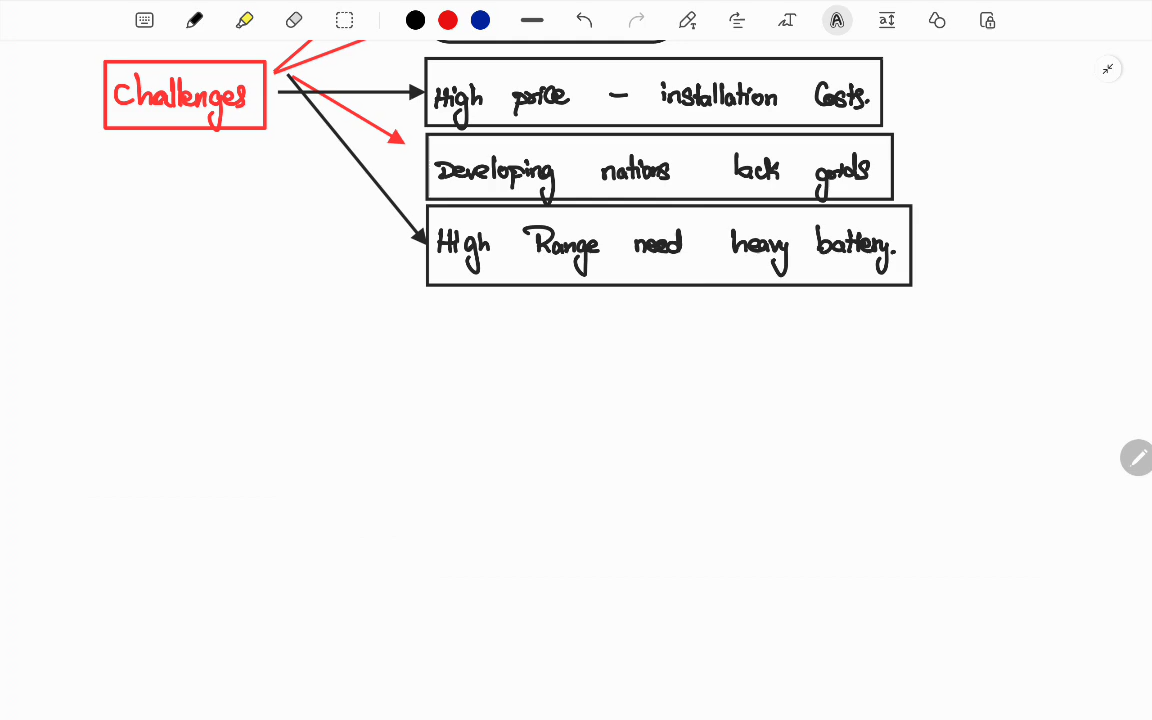 Challenges
High price - installation Costs.
Developing nations lack grids
High Range need heavy battery.